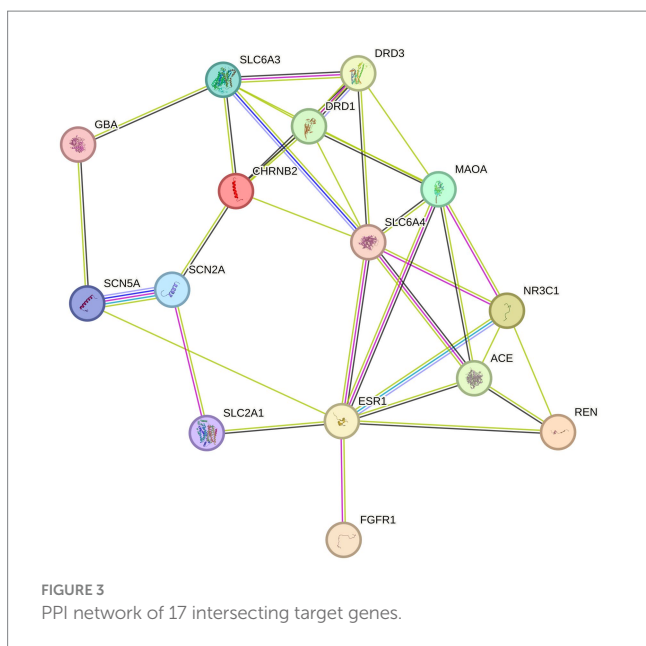 SLC6A3
DRD3
DRD1
GBA
CHRNB2
MAOA
SLC6A4
SCN2A
SCN5A
NR3C1
ACE
ESR1
SLC2A1
REN
FGFR1
FIGURE 3
PPI network of 17 intersecting target genes.